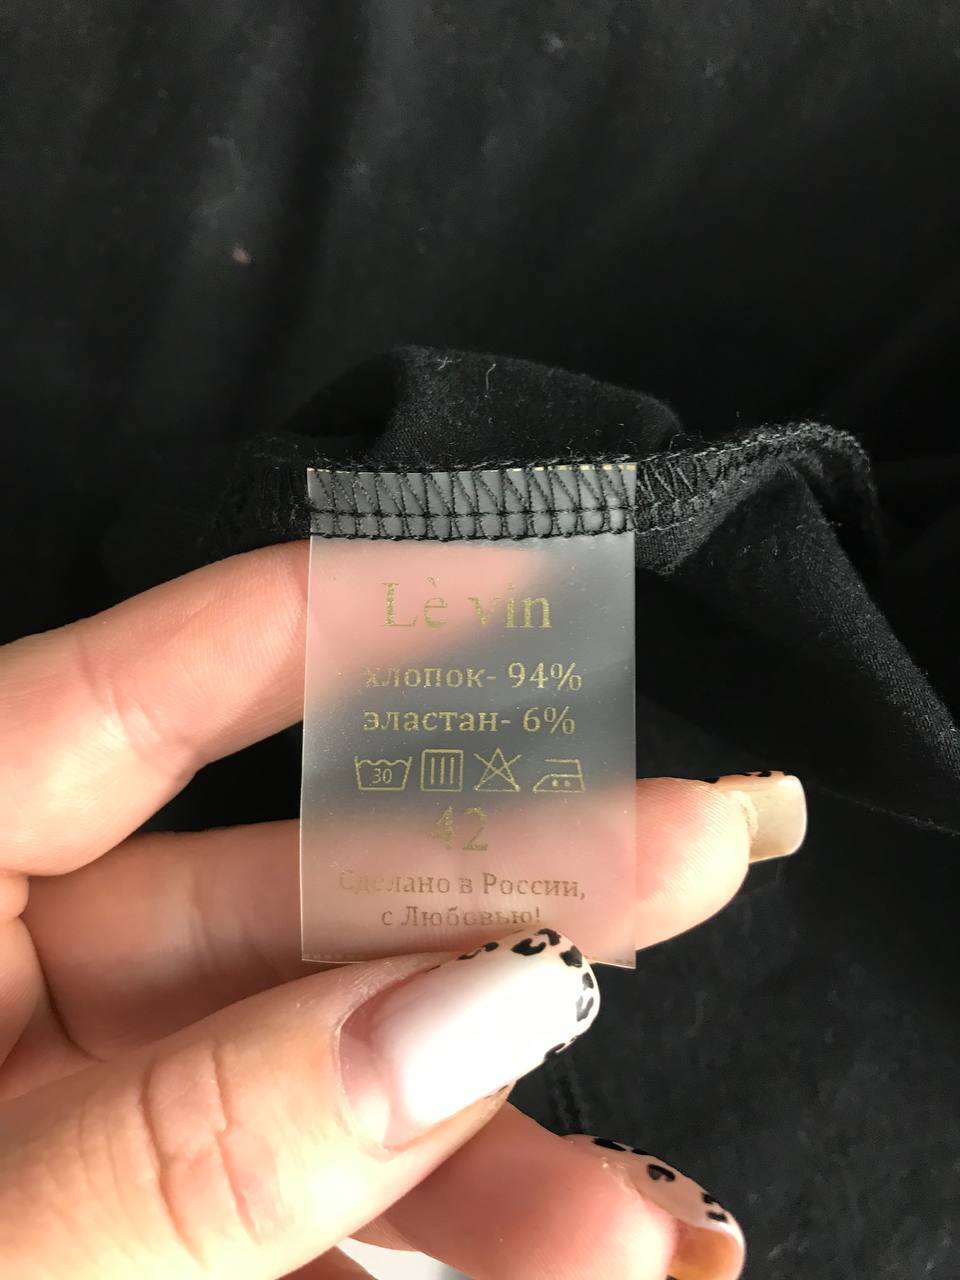 Lè vin
хлопок- 94%
эластан- 6%
30
42
Сделано в России,
с Любовью!